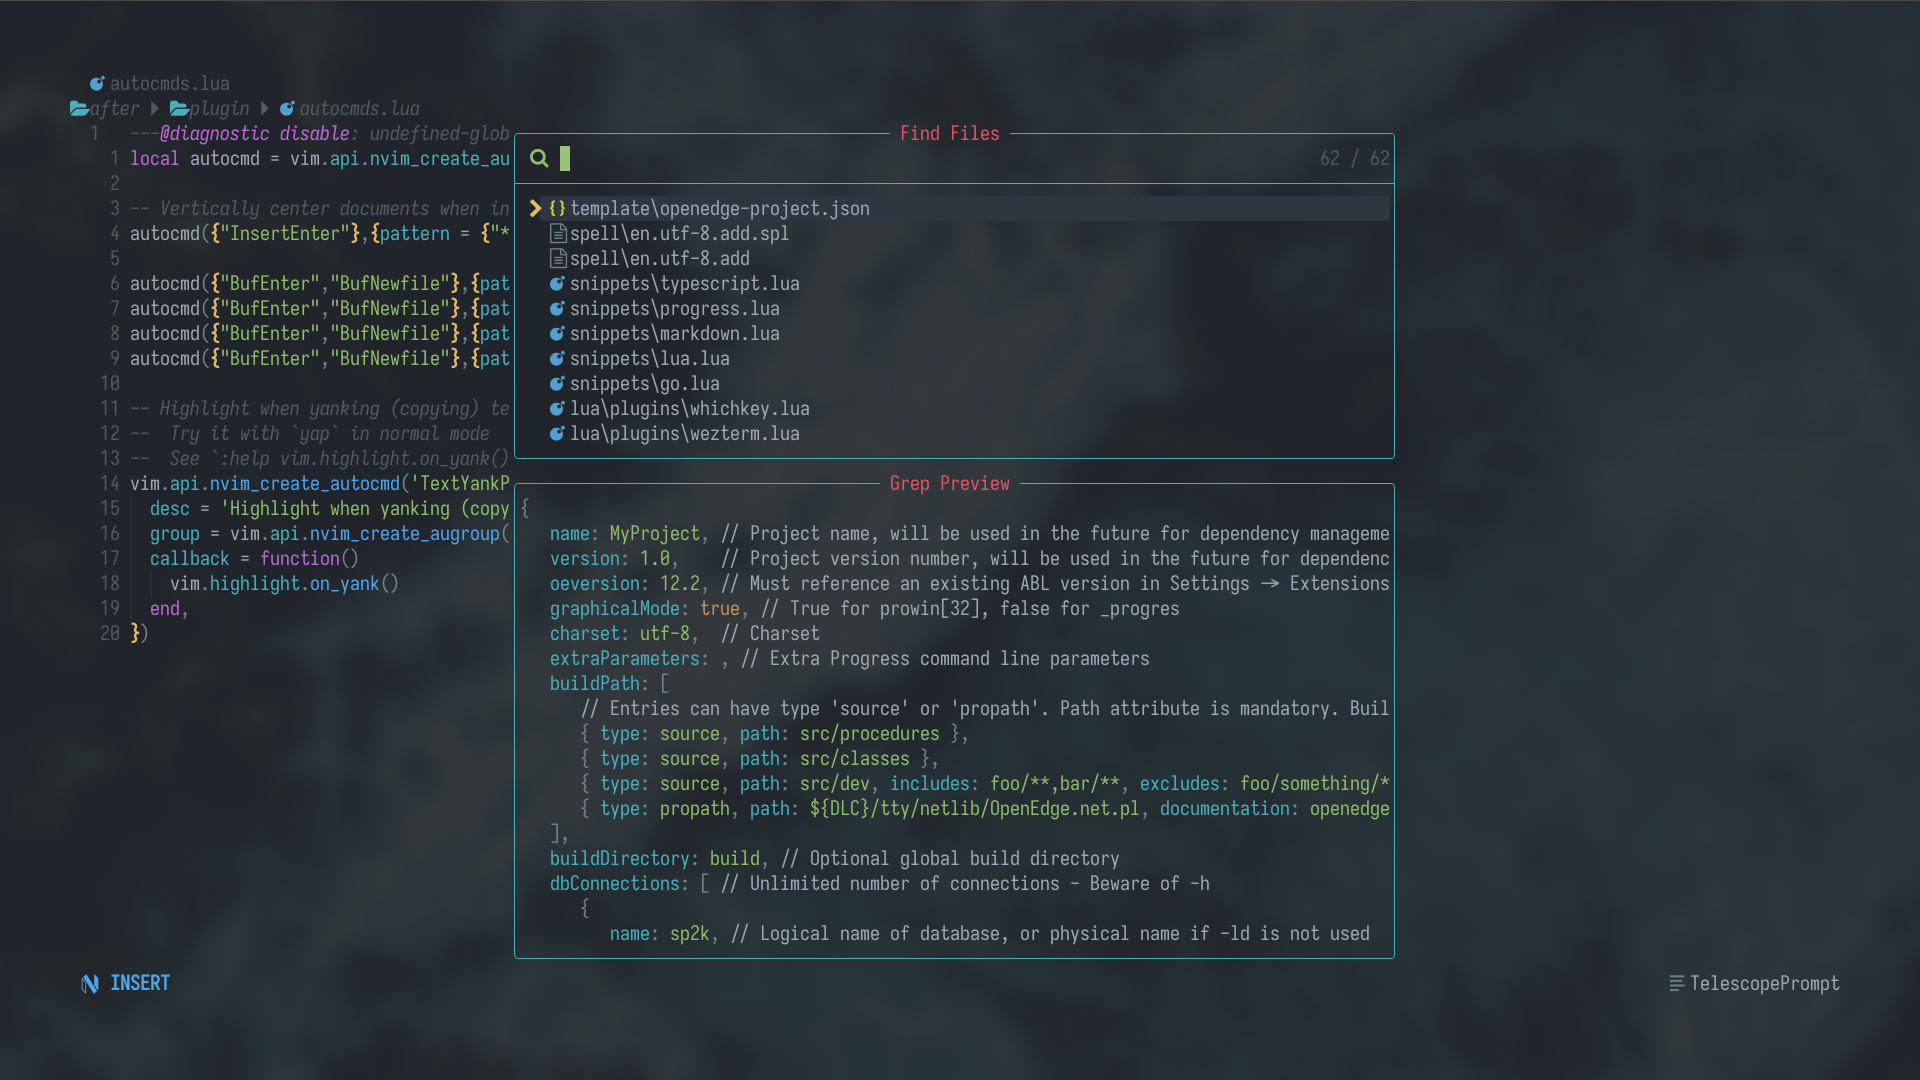 autocmds.lua
after plugin autocmds.lua
1 ---@diagnostic disable: undefined-glob
1 local autocmd = vim.api.nvim_create_au
2
3 -- Vertically center documents when in
4 autocmd({"InsertEnter"},{pattern = {"*
5
6 autocmd({"BufEnter","BufNewfile"},{pat
7 autocmd({"BufEnter","BufNewfile"},{pat
8 autocmd({"BufEnter","BufNewfile"},{pat
9 autocmd({"BufEnter","BufNewfile"},{pat
10
11 -- Highlight when yanking (copying) te
12 --  Try it with `yap` in normal mode
13 --  See `:help vim.highlight.on_yank()
14 vim.api.nvim_create_autocmd('TextYankP
15   desc = 'Highlight when yanking (copy
16   group = vim.api.nvim_create_augroup(
17   callback = function()
18     vim.highlight.on_yank()
19   end,
20 })
Find Files
62 / 62
{} template\openedge-project.json
spell\en.utf-8.add.spl
spell\en.utf-8.add
snippets\typescript.lua
snippets\progress.lua
snippets\markdown.lua
snippets\lua.lua
snippets\go.lua
lua\plugins\whichkey.lua
lua\plugins\wezterm.lua
Grep Preview
{
name: MyProject, // Project name, will be used in the future for dependency manageme
version: 1.0,    // Project version number, will be used in the future for dependenc
oeversion: 12.2, // Must reference an existing ABL version in Settings → Extensions
graphicalMode: true, // True for prowin[32], false for _progres
charset: utf-8,  // Charset
extraParameters: , // Extra Progress command line parameters
buildPath: [
// Entries can have type 'source' or 'propath'. Path attribute is mandatory. Buil
{ type: source, path: src/procedures },
{ type: source, path: src/classes },
{ type: source, path: src/dev, includes: foo/**,bar/**, excludes: foo/something/*
{ type: propath, path: ${DLC}/tty/netlib/OpenEdge.net.pl, documentation: openedge
],
buildDirectory: build, // Optional global build directory
dbConnections: [ // Unlimited number of connections - Beware of -h
{
name: sp2k, // Logical name of database, or physical name if -ld is not used
INSERT
TelescopePrompt